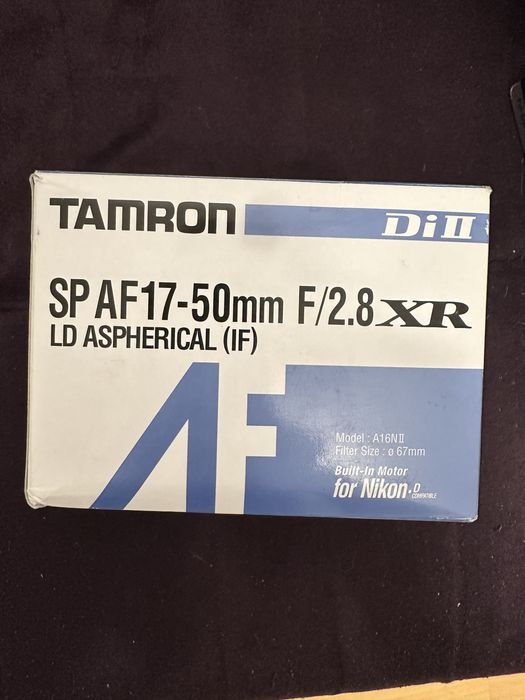 TAMRON Di II
SP AF17-50mm F/2.8 XR
LD ASPHERICAL (IF)
AF
Model : A16N II
Filter Size : ø 67mm
Built-In Motor
for Nikon-D
COMPATIBLE